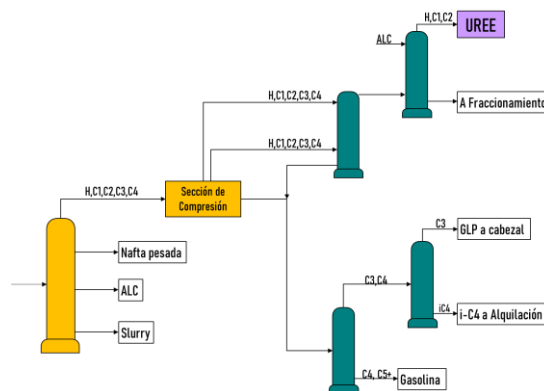 H,C1,C2
UREE
ALC
A Fraccionamiento
H,C1,C2,C3,C4
H,C1,C2,C3,C4
H,C1,C2,C3,C4
Sección de
Compresión
Nafta pesada
ALC
Slurry
C3
GLP a cabezal
C3,C4
iC4
i-C4 a Alquilación
C4, C5+
Gasolina